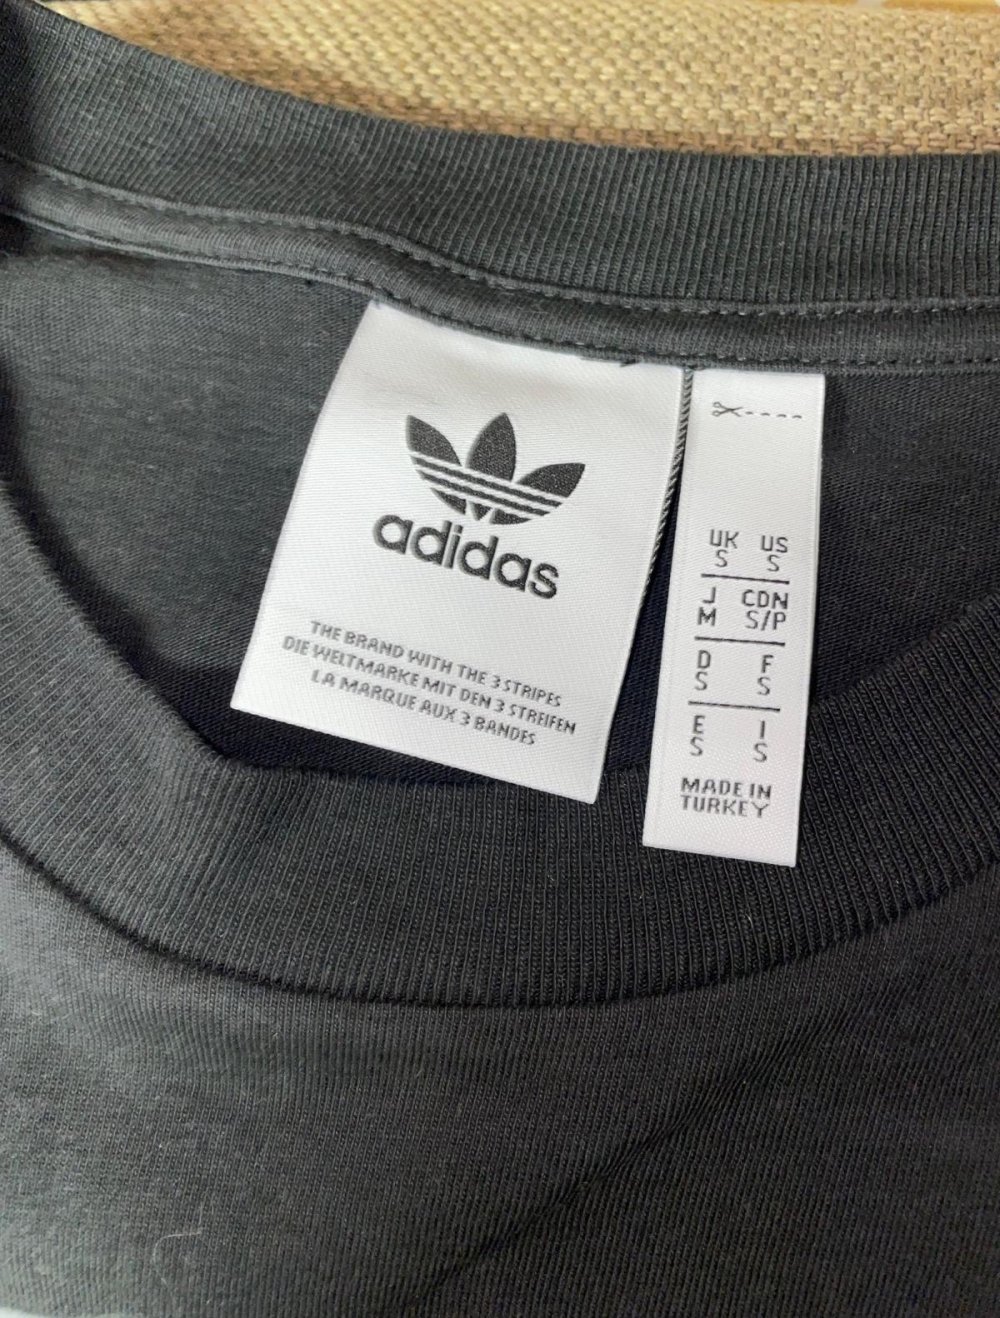 adidas
THE BRAND WITH THE 3 STRIPES
DIE WELTMARKE MIT DEN 3 STREIFEN
LA MARQUE AUX 3 BANDES
UK US
S S
J CDN
M S/P
D F
S S
E I
S S
MADE IN
TURKEY